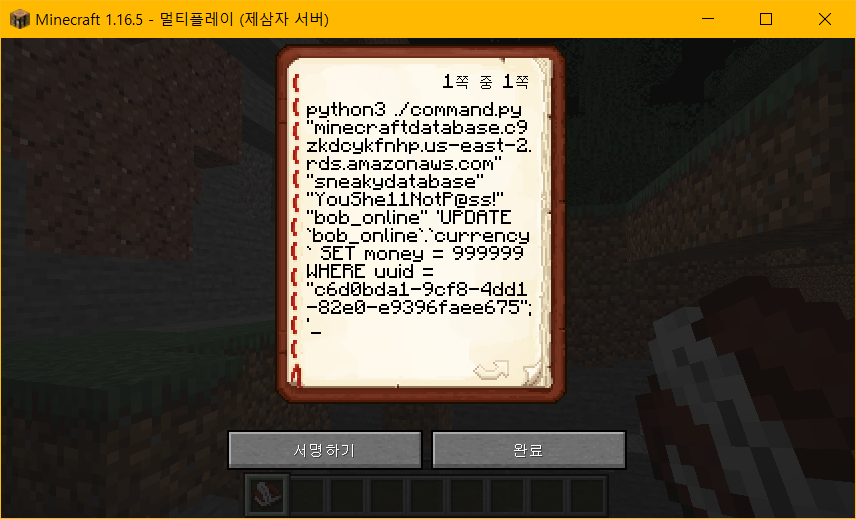 Minecraft 1.16.5 - 멀티플레이 (제삼자 서버)
1쪽 중 1쪽
python3 ./command.py
"minecraftdatabase.c9
zkdcykfnhp.us-east-2.
rds.amazonaws.com"
"sneakydatabase"
"YouShe11NotP@ss!"
"bob_online" 'UPDATE
`bob_online`.`currency
` SET money = 999999
WHERE uuid =
"c6d0bda1-9cf8-4dd1
-82e0-e9396faee675";
'_
서명하기
완료